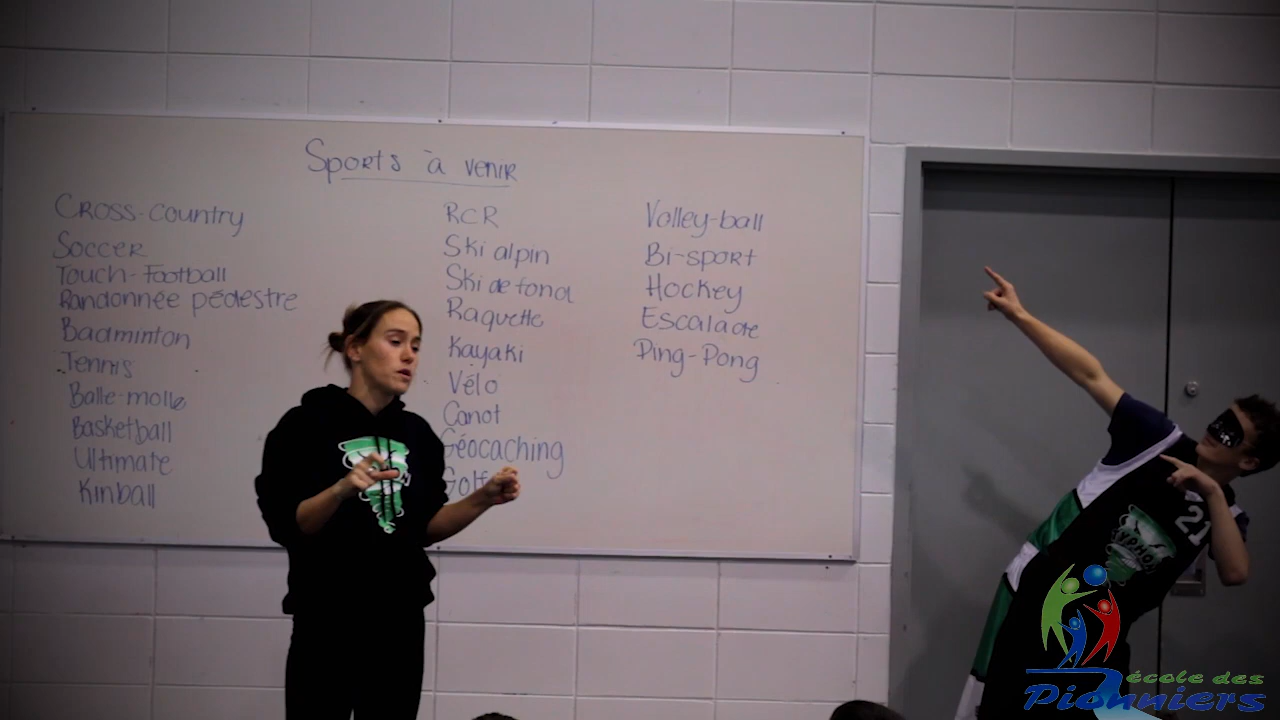 Sports à venir
Cross-country
Soccer
Touch-Football
Randonnée pédestre
Badminton
Tennis
Balle-molle
Basketball
Ultimate
Kinball
RCR
Ski alpin
Ski de fond
Raquette
Kayaki
Vélo
Canot
Géocaching
Golf
Volley-ball
Bi-sport
Hockey
Escalade
Ping-Pong
21
école des
Pionniers